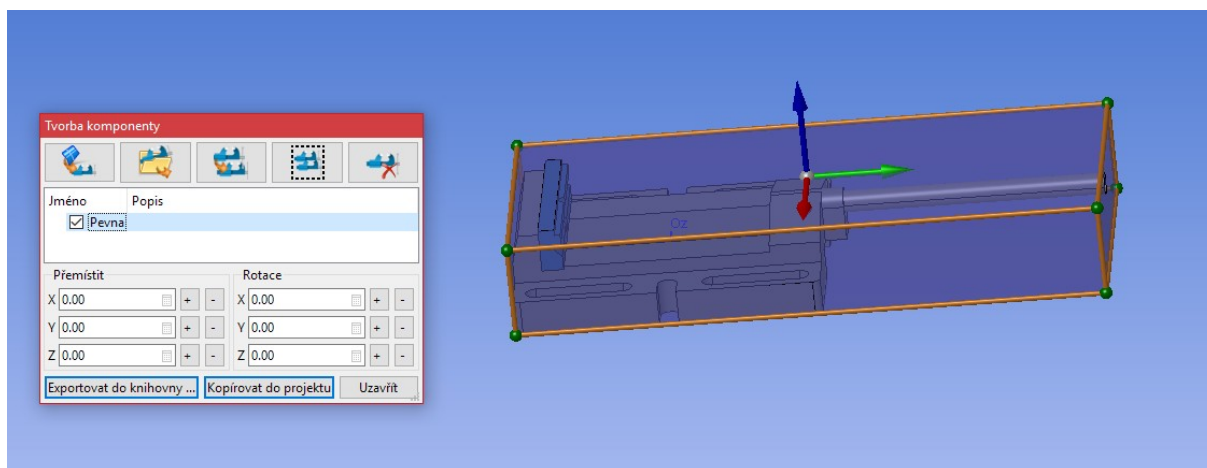 Tvorba komponenty
Jméno Popis
Pevna
Přemístit Rotace
X 0.00 + - X 0.00 + -
Y 0.00 + - Y 0.00 + -
Z 0.00 + - Z 0.00 + -
Exportovat do knihovny ... Kopírovat do projektu Uzavřít
Oz